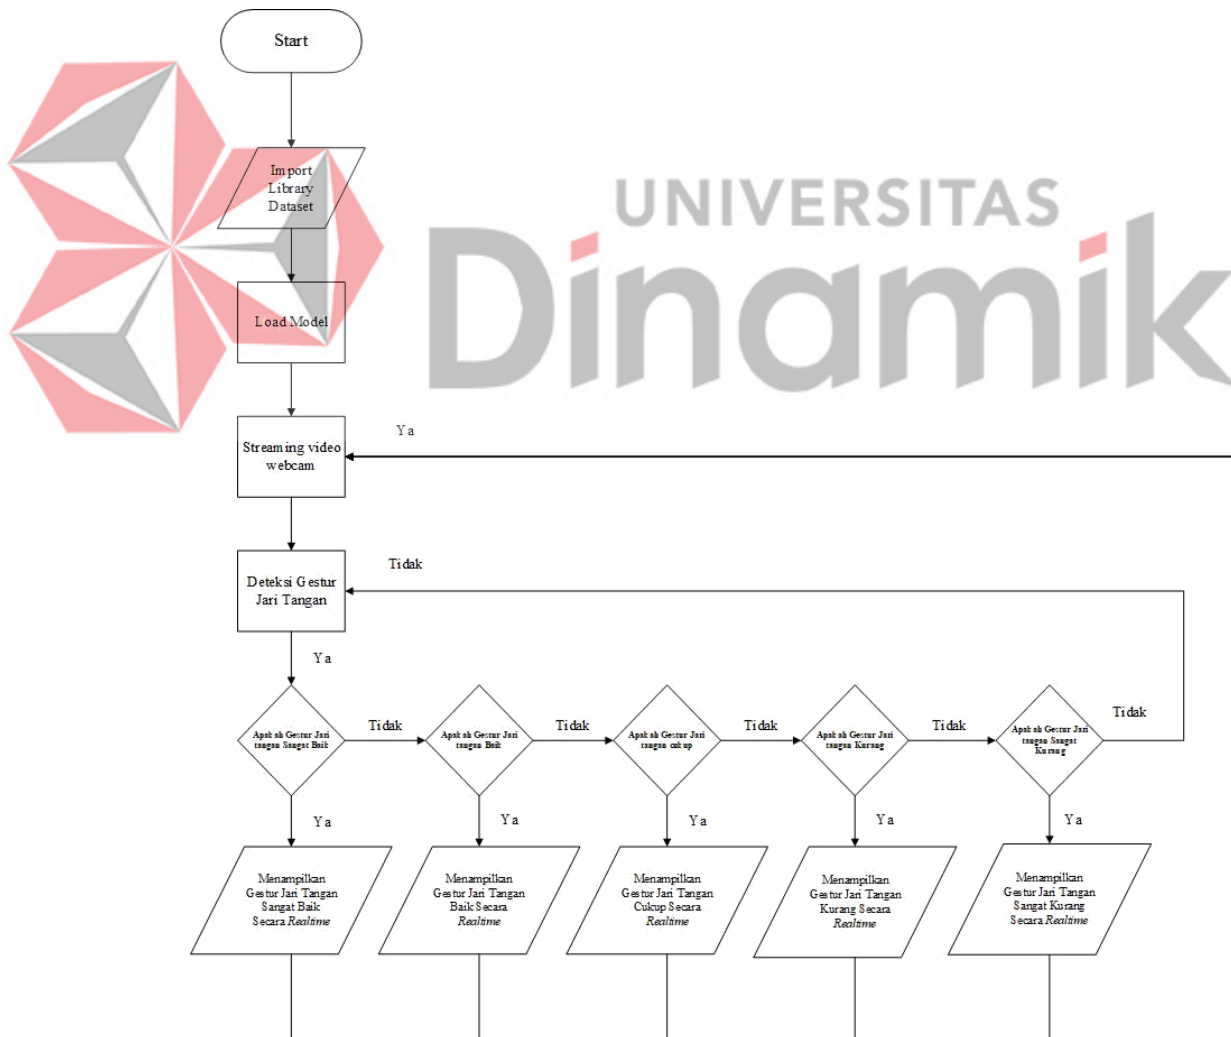 Start
Import
Library
Dataset
UNIVERSITAS
Dinamik
Load Model
Ya
Streaming video
webcam
Tidak
Deteksi Gestur
Jari Tangan
Ya
Apakah Gestur Jari
tangan Sangat Baik
Tidak
Apakah Gestur Jari
tangan Baik
Tidak
Apakah Gestur Jari
tangan cukup
Tidak
Apakah Gestur Jari
tangan Kurang
Tidak
Apakah Gestur Jari
tangan Sangat
Kurang
Tidak
Ya
Ya
Ya
Ya
Ya
Menampilkan
Gestur Jari Tangan
Sangat Baik
Secara Realtime
Menampilkan
Gestur Jari Tangan
Baik Secara
Realtime
Menampilkan
Gestur Jari Tangan
Cukup Secara
Realtime
Menampilkan
Gestur Jari Tangan
Kurang Secara
Realtime
Menampilkan
Gestur Jari Tangan
Sangat Kurang
Secara Realtime